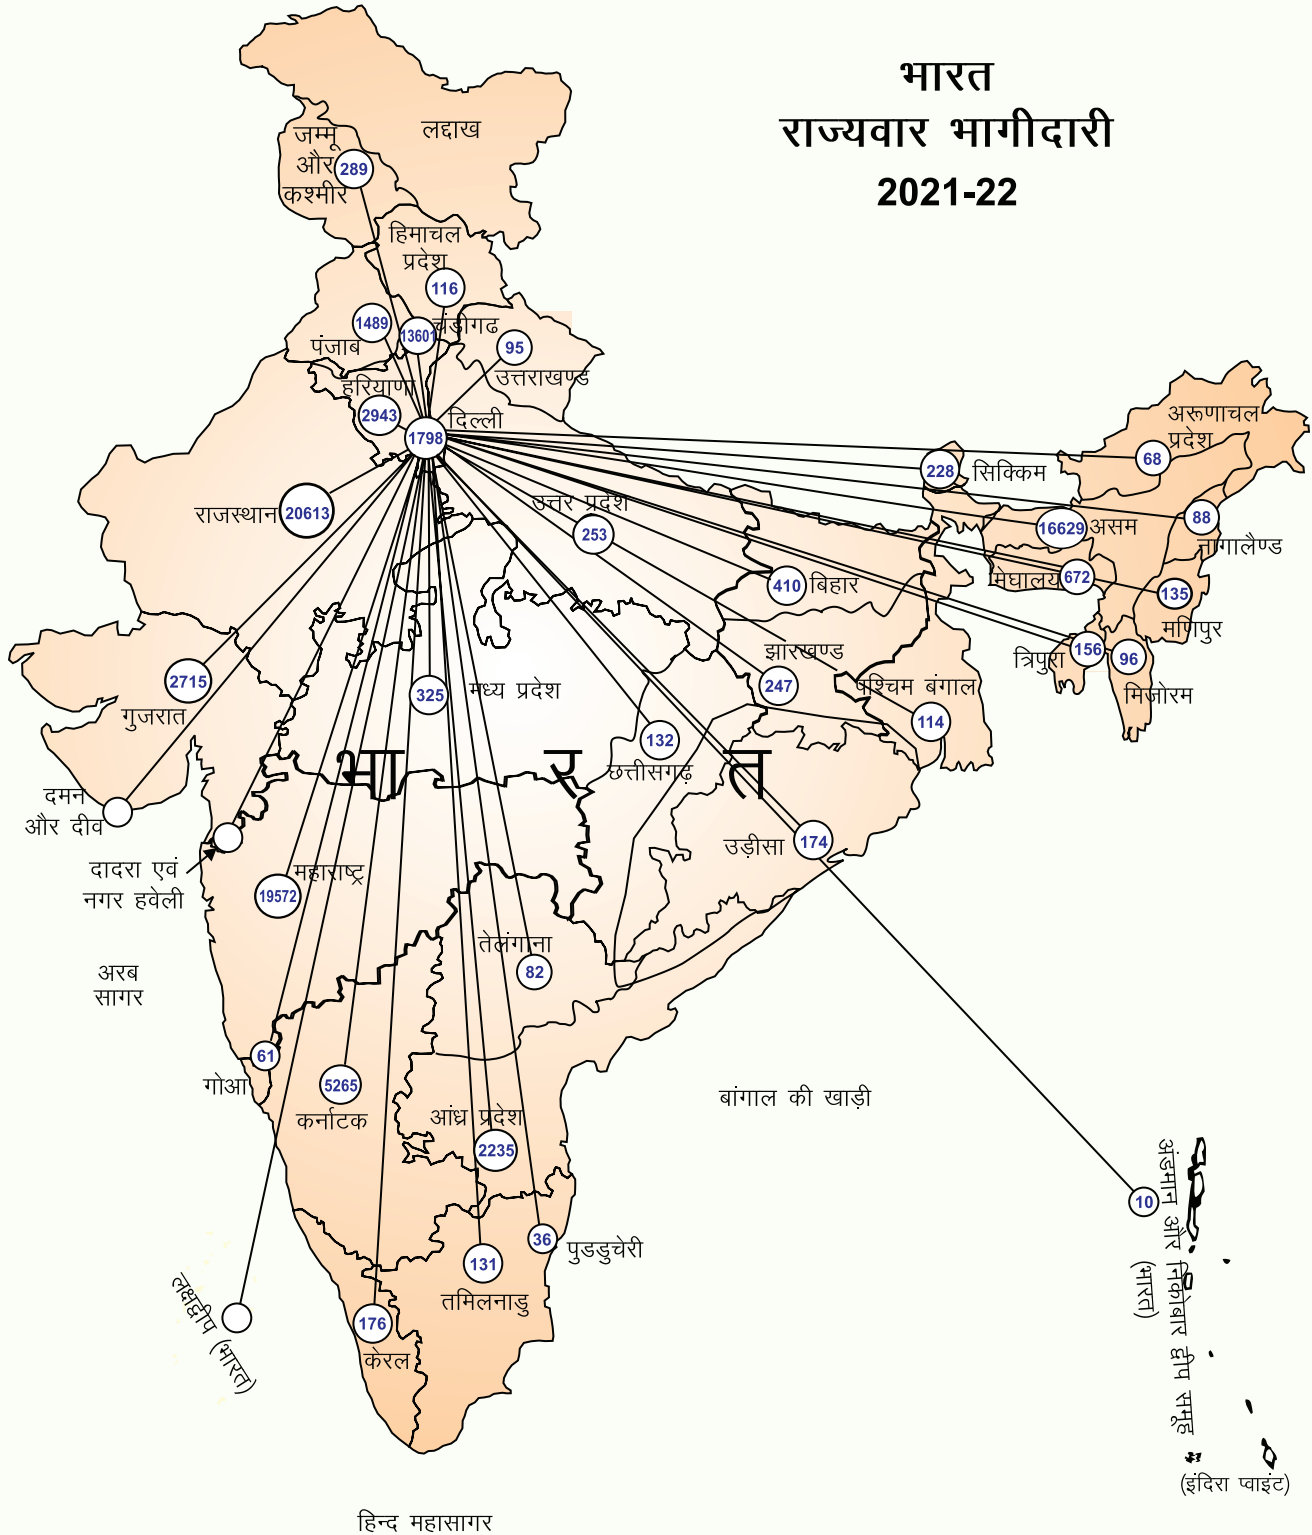 भारत
राज्यवार भागीदारी
2021-22
लद्दाख
जम्मू
और
कश्मीर
289
हिमाचल
प्रदेश
116
1489
पंजाब
13601
चंडीगढ
95
उत्तराखण्ड
हरियाणा
2943
दिल्ली
1798
अरूणाचल
प्रदेश
68
228
सिक्किम
राजस्थान
20613
उत्तर प्रदेश
253
16629
असम
88
नागालैण्ड
410
बिहार
मेघालय
672
135
मणिपुर
त्रिपुरा
156
96
मिजोरम
झारखण्ड
247
पश्चिम बंगाल
114
2715
गुजरात
325
मध्य प्रदेश
132
छत्तीसगढ़
भा र त
दमन
और दीव
दादरा एवं
नगर हवेली
उड़ीसा
174
महाराष्ट्र
19572
तेलंगाना
82
अरब
सागर
61
गोआ
5265
कर्नाटक
आंध्र प्रदेश
2235
बांगाल की खाड़ी
10
अंडमान और निकोबार द्वीप समूह
(भारत)
36
पुडडुचेरी
131
तमिलनाडु
लक्षद्वीप (भारत)
176
केरल
(इंदिरा प्वाइंट)
हिन्द महासागर